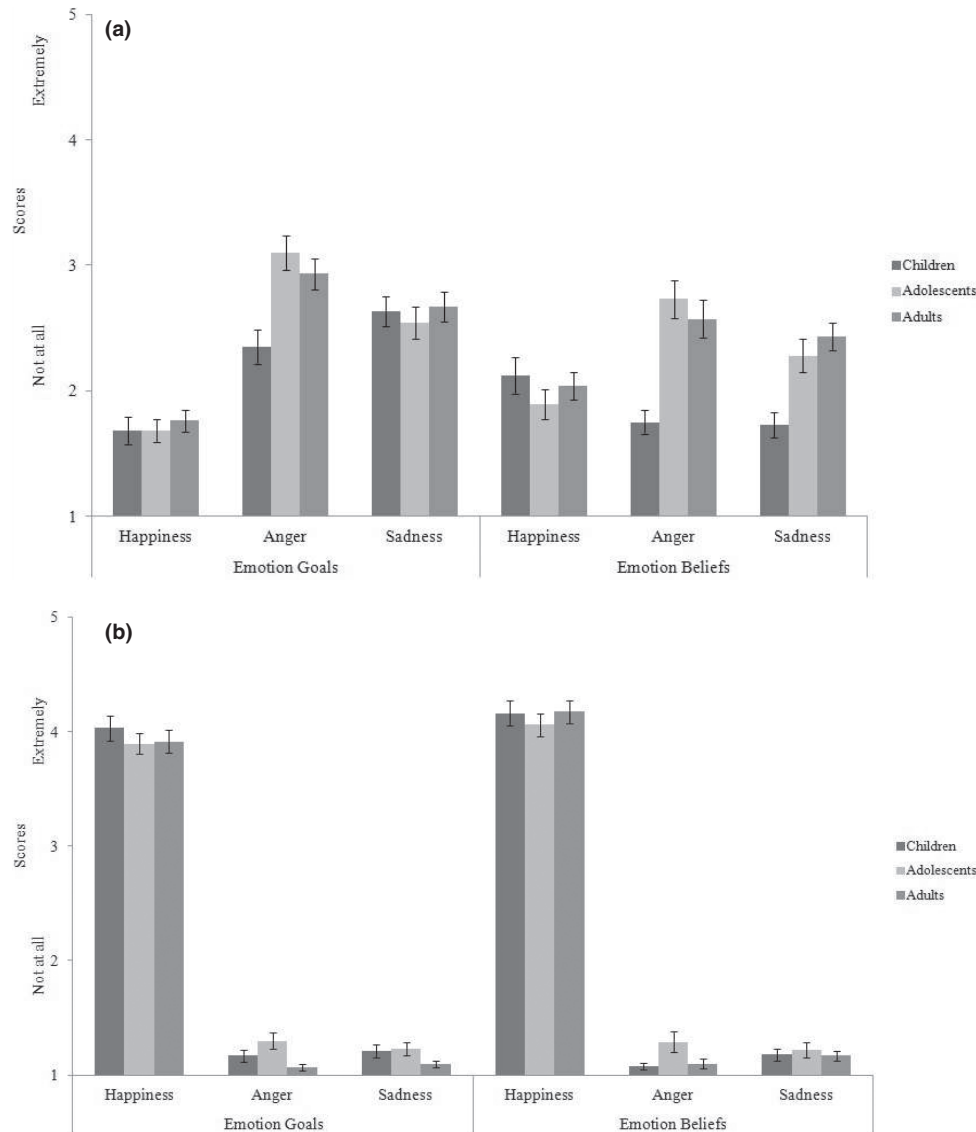 (a)
5
Extremely
4
Scores
3
Not at all
2
1
Children
Adolescents
Adults
Happiness Anger Sadness Happiness Anger Sadness
Emotion Goals Emotion Beliefs
(b)
5
Extremely
4
Scores
3
Not at all
2
1
Children
Adolescents
Adults
Happiness Anger Sadness Happiness Anger Sadness
Emotion Goals Emotion Beliefs